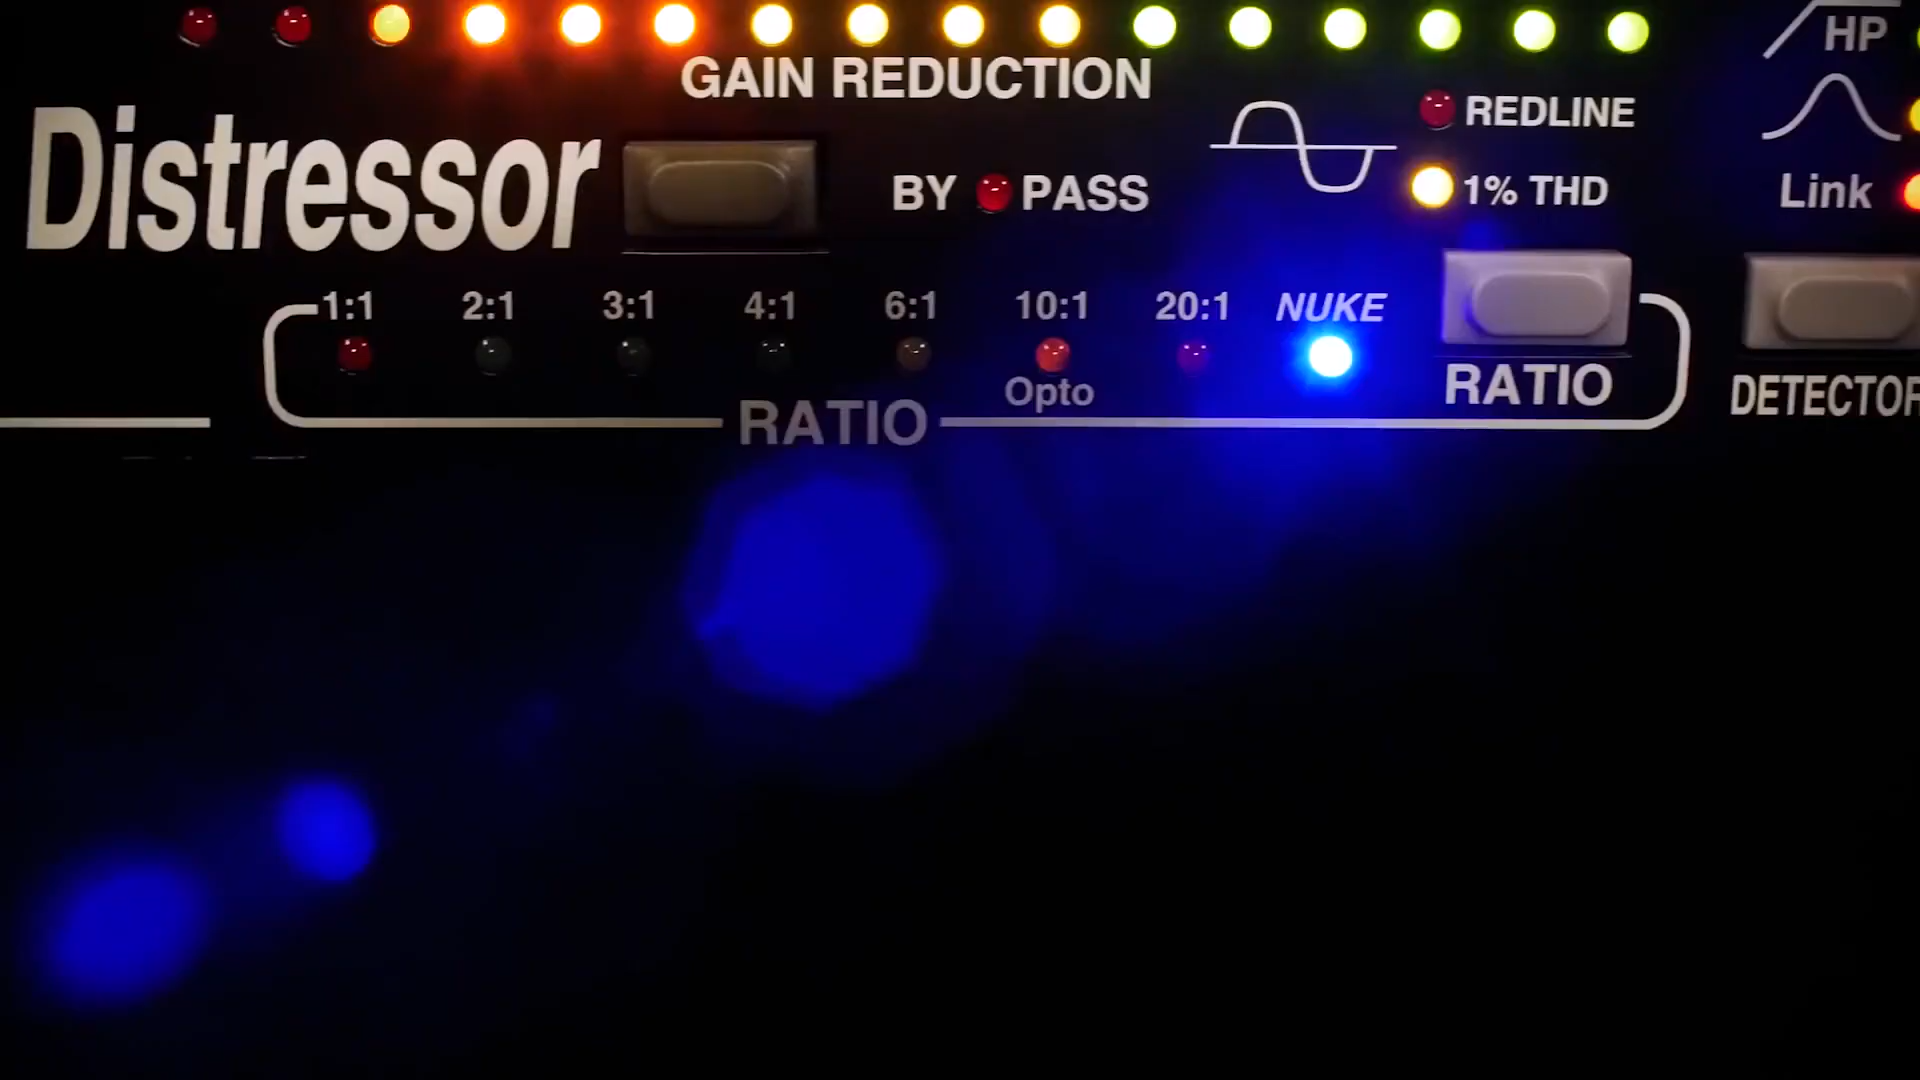 HP
GAIN REDUCTION
REDLINE
Distressor
BY PASS
1% THD
Link
1:1 2:1 3:1 4:1 6:1 10:1 20:1 NUKE
Opto
RATIO
DETECTOR
RATIO